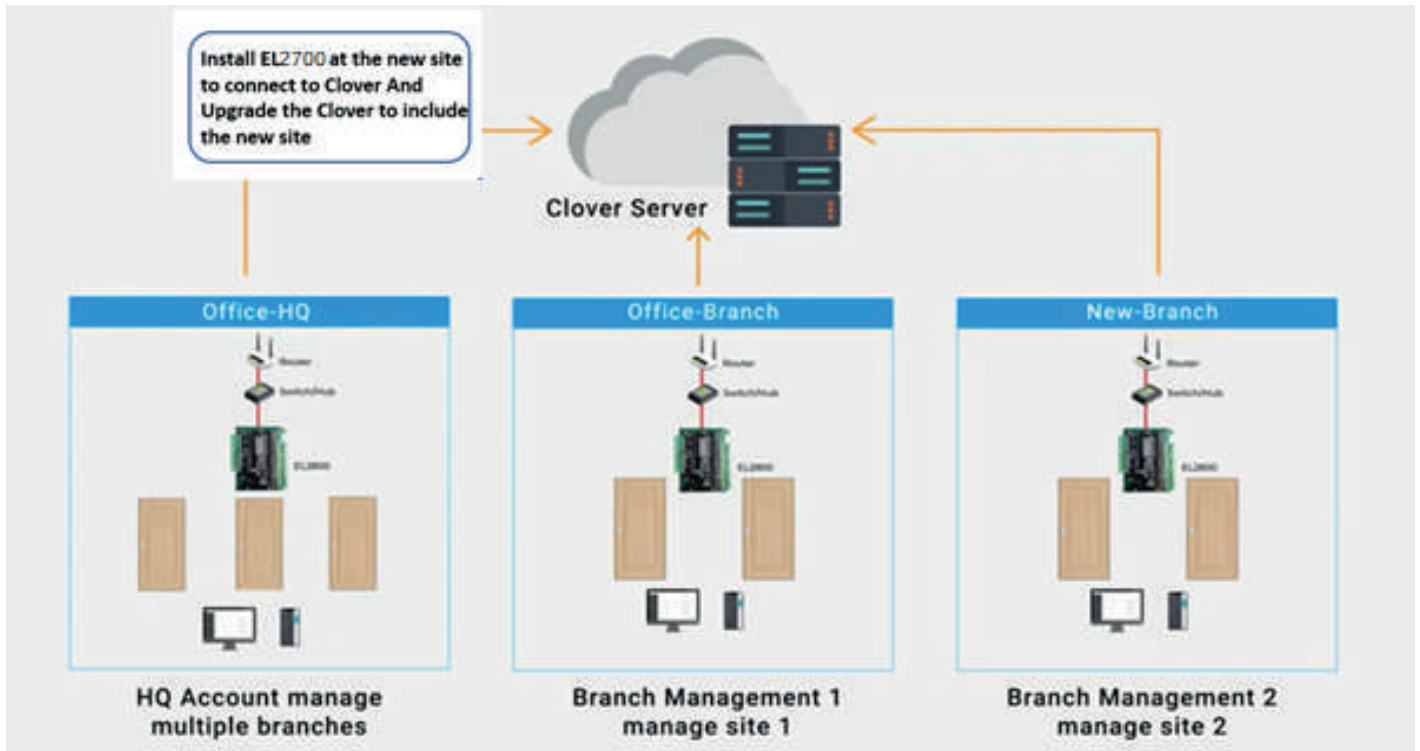 Install EL2700 at the new site
to connect to Clover And
Upgrade the Clover to include
the new site
Clover Server
Office-HQ
Office-Branch
New-Branch
Router
Router
Router
Switch/Hub
Switch/Hub
Switch/Hub
EL2800
EL2800
EL2800
HQ Account manage
multiple branches
Branch Management 1
manage site 1
Branch Management 2
manage site 2